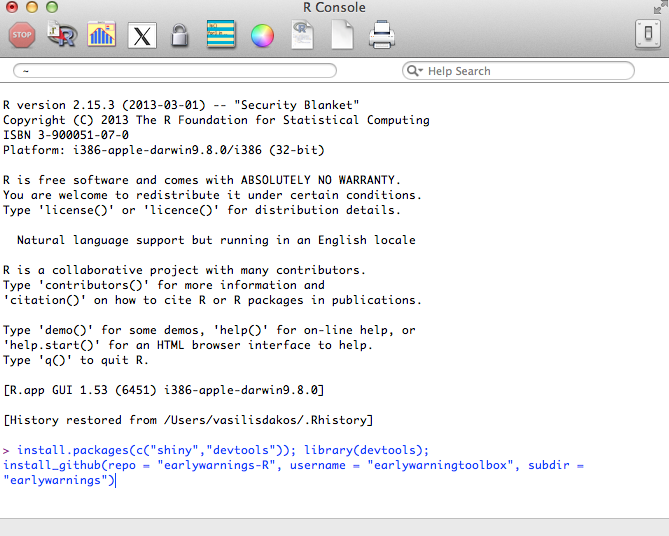 R Console
STOP
R
X
R
~
Help Search
R version 2.15.3 (2013-03-01) -- "Security Blanket"
Copyright (C) 2013 The R Foundation for Statistical Computing
ISBN 3-900051-07-0
Platform: i386-apple-darwin9.8.0/i386 (32-bit)
R is free software and comes with ABSOLUTELY NO WARRANTY.
You are welcome to redistribute it under certain conditions.
Type 'license()' or 'licence()' for distribution details.
Natural language support but running in an English locale
R is a collaborative project with many contributors.
Type 'contributors()' for more information and
'citation()' on how to cite R or R packages in publications.
Type 'demo()' for some demos, 'help()' for on-line help, or
'help.start()' for an HTML browser interface to help.
Type 'q()' to quit R.
[R.app GUI 1.53 (6451) i386-apple-darwin9.8.0]
[History restored from /Users/vasilisdakos/.Rhistory]
> install.packages(c("shiny","devtools")); library(devtools);
install_github(repo = "earlywarnings-R", username = "earlywarningtoolbox", subdir =
"earlywarnings")